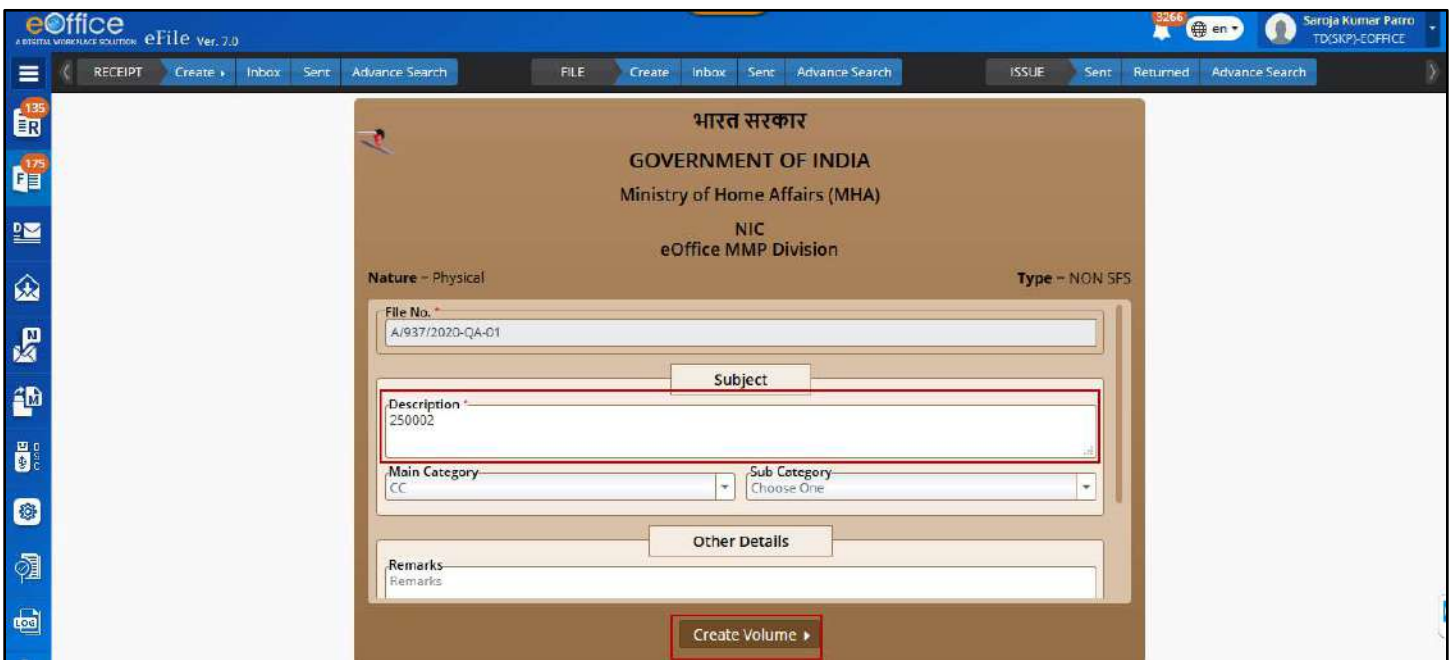 eOffice
A DIGITAL WORKPLACE SOLUTION eFile Ver. 7.0
3266
en
Saroja Kumar Patro
TD(SKP)-EOFFICE
RECEIPT Create Inbox Sent Advance Search FILE Create Inbox Sent Advance Search ISSUE Sent Returned Advance Search
135
R
175
F
D
N
M
DSC
LOG
भारत सरकार
GOVERNMENT OF INDIA
Ministry of Home Affairs (MHA)
NIC
eOffice MMP Division
Nature – Physical Type – NON SFS
File No. *
A/937/2020-QA-01
Subject
Description *
250002
Main Category Sub Category
CC Choose One
Other Details
Remarks
Remarks
Create Volume